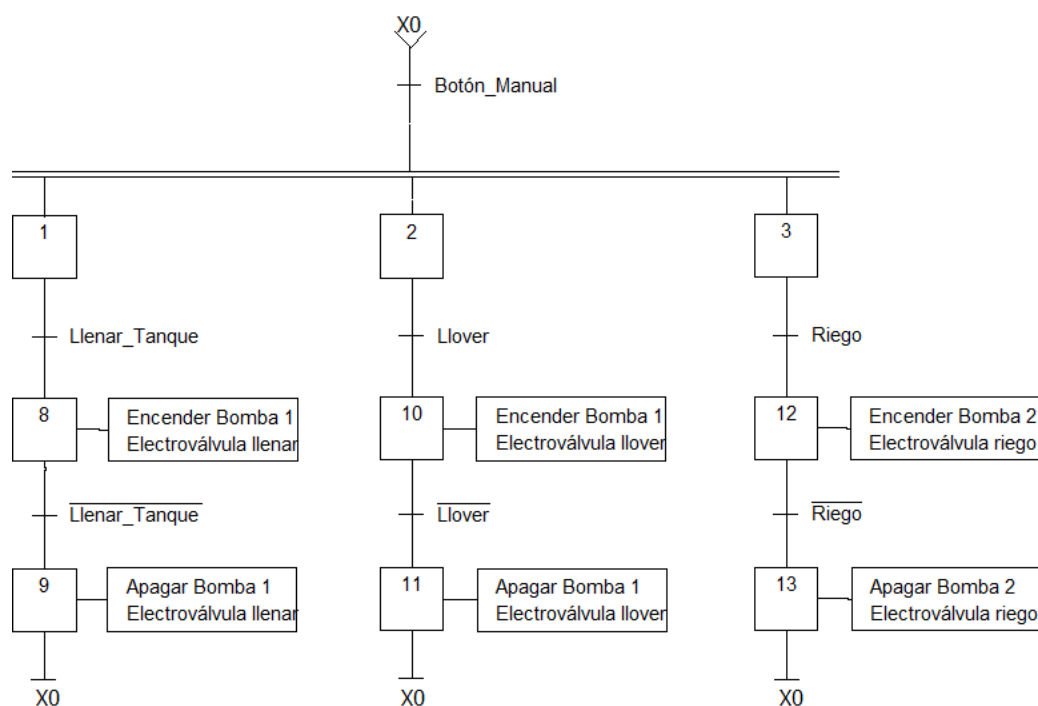 X0
Botón_Manual
1
2
3
Llenar_Tanque
Llover
Riego
8
Encender Bomba 1
Electroválvula llenar
10
Encender Bomba 1
Electroválvula llover
12
Encender Bomba 2
Electroválvula riego
Llenar_Tanque
Llover
Riego
9
Apagar Bomba 1
Electroválvula llenar
11
Apagar Bomba 1
Electroválvula llover
13
Apagar Bomba 2
Electroválvula riego
X0
X0
X0